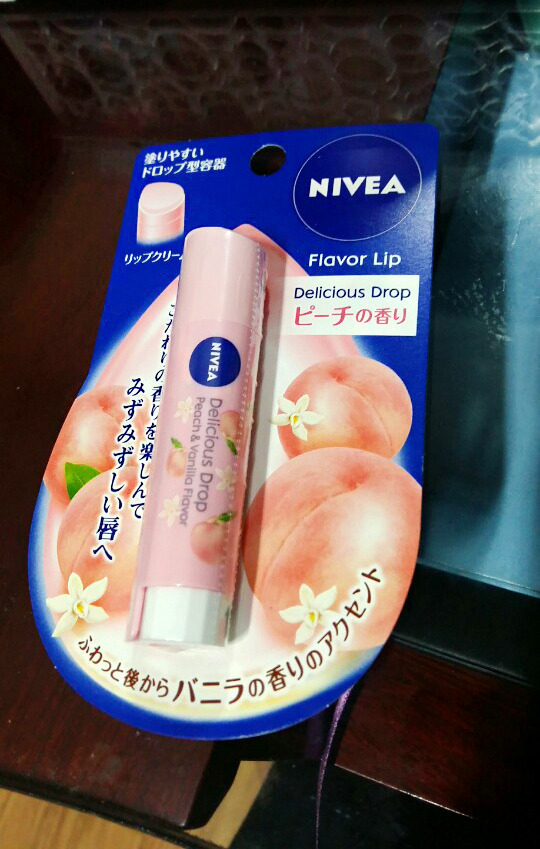 塗りやすい
ドロップ型容器
リップクリーム
NIVEA
Flavor Lip
Delicious Drop
ピーチの香り
の香りを楽しんで
みずみずしい唇へ
NIVEA
Delicious Drop
Peach & Vanilla Flavor
ふわっと後からバニラの香りのアクセント